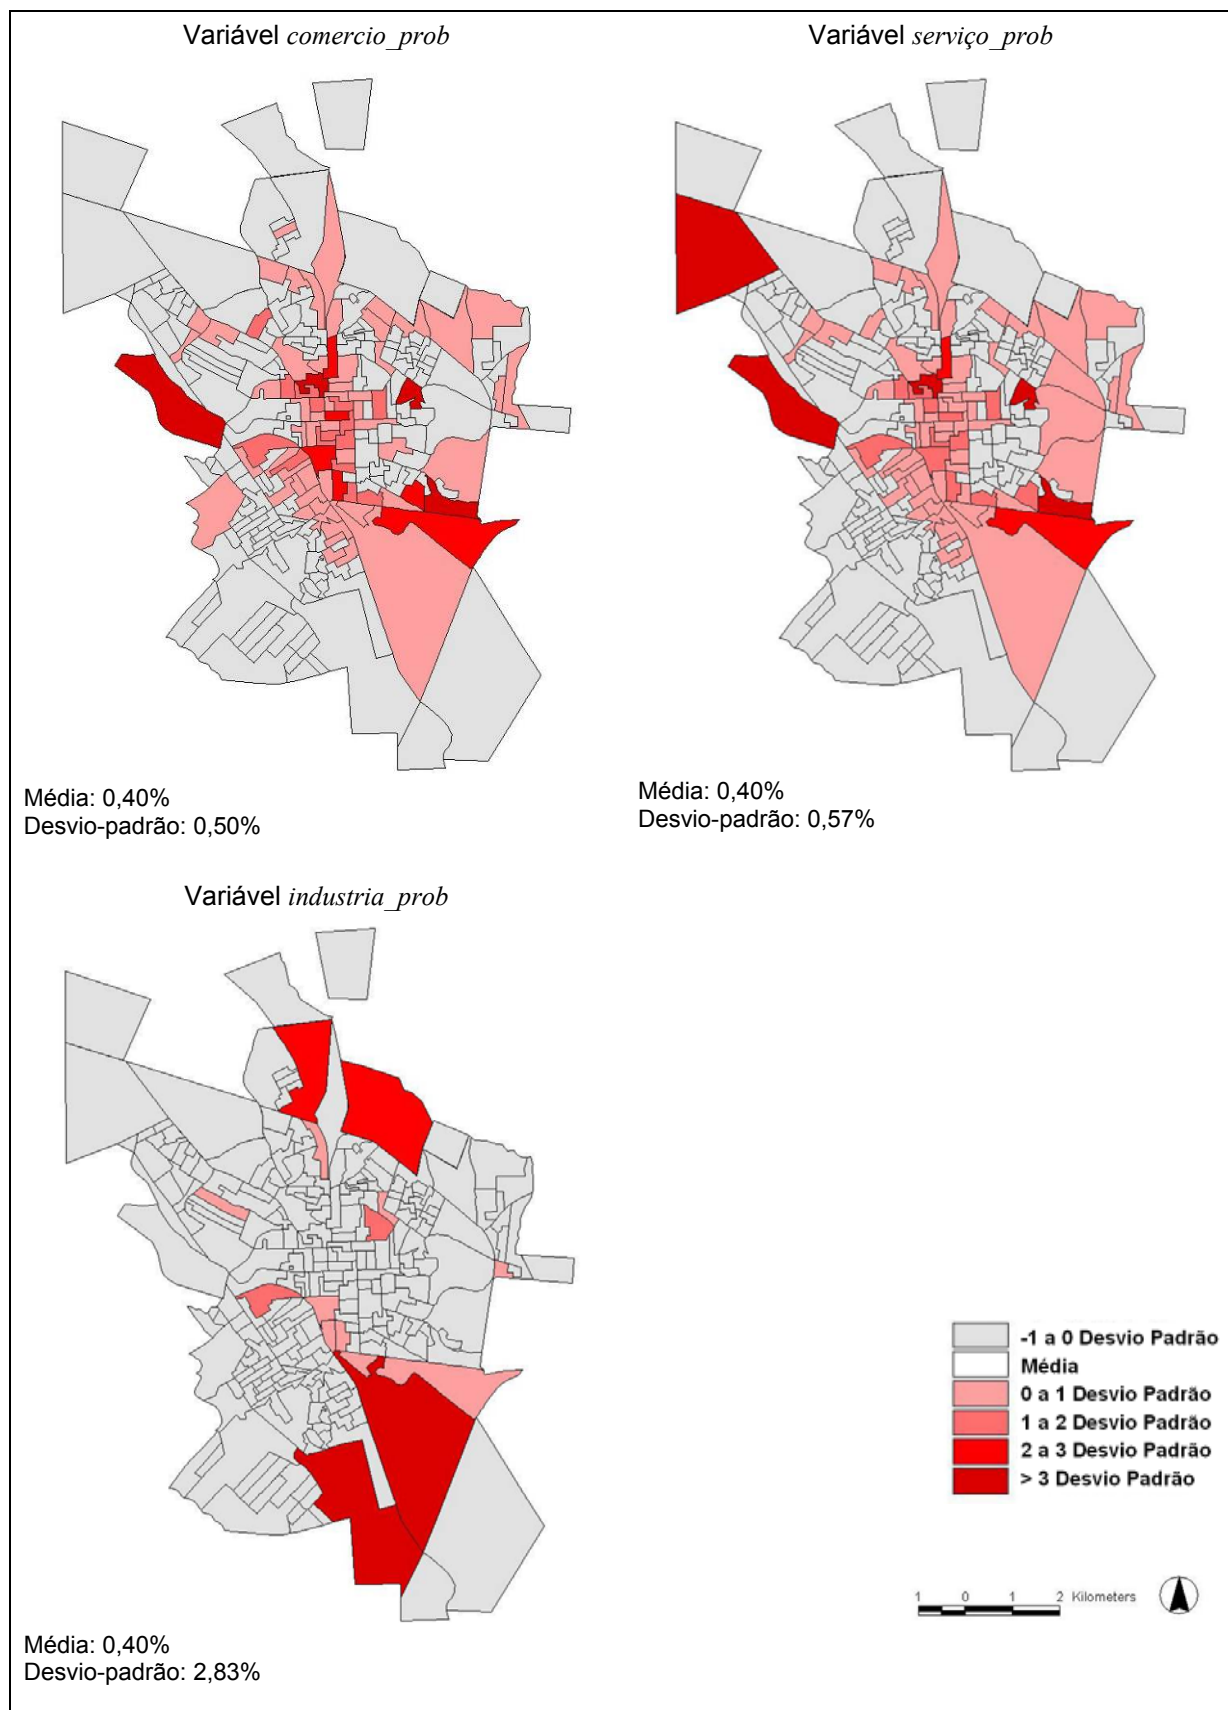 Variável comercio_prob
Variável serviço_prob
Média: 0,40%
Desvio-padrão: 0,50%
Média: 0,40%
Desvio-padrão: 0,57%
Variável industria_prob
-1 a 0 Desvio Padrão
Média
0 a 1 Desvio Padrão
1 a 2 Desvio Padrão
2 a 3 Desvio Padrão
> 3 Desvio Padrão
1 0 1 2 Kilometers
Média: 0,40%
Desvio-padrão: 2,83%